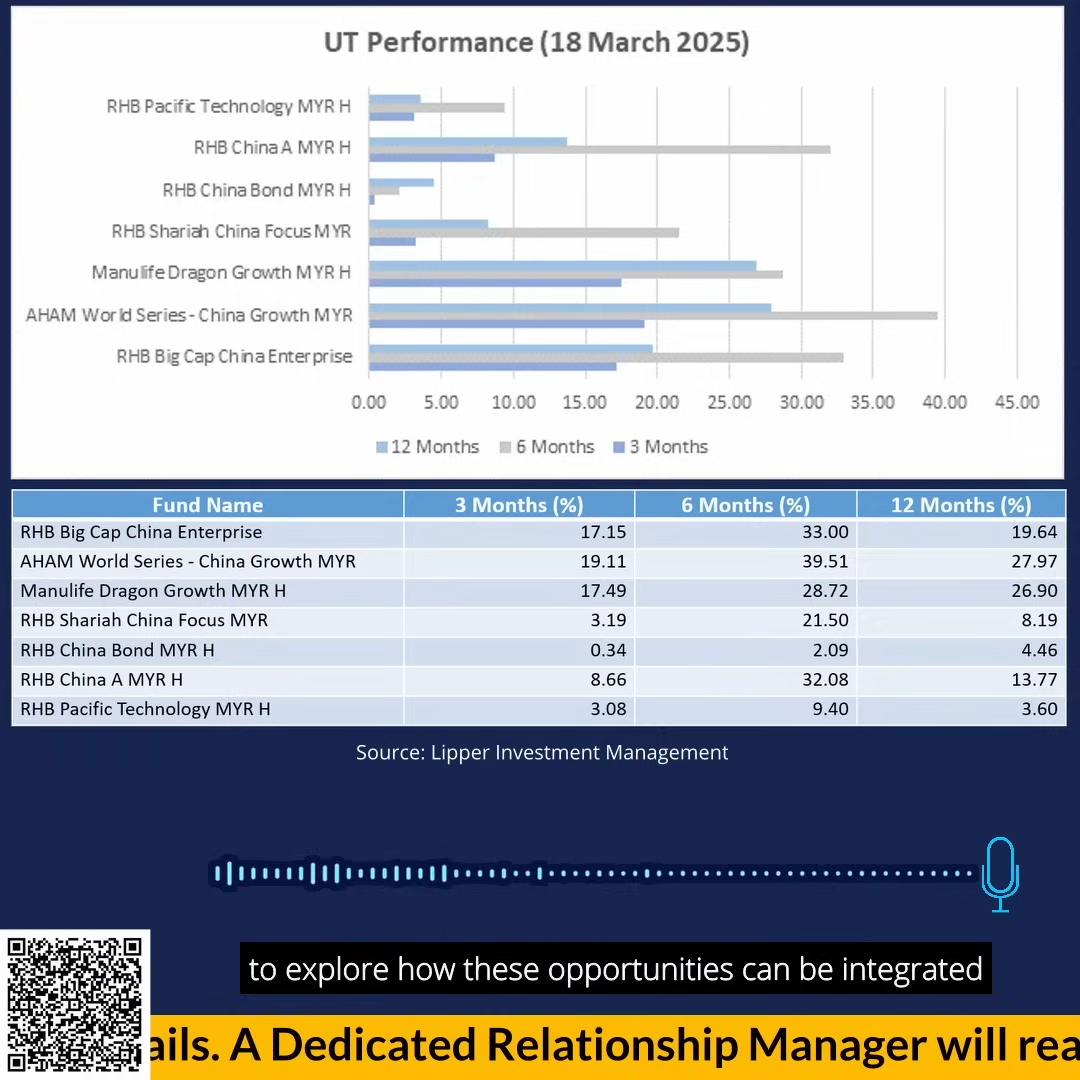 UT Performance (18 March 2025)
RHB Pacific Technology MYR H
RHB China A MYR H
RHB China Bond MYR H
RHB Shariah China Focus MYR
Manulife Dragon Growth MYR H
AHAM World Series - China Growth MYR
RHB Big Cap China Enterprise
0.00 5.00 10.00 15.00 20.00 25.00 30.00 35.00 40.00 45.00
12 Months 6 Months 3 Months
Fund Name 3 Months (%) 6 Months (%) 12 Months (%)
RHB Big Cap China Enterprise 17.15 33.00 19.64
AHAM World Series - China Growth MYR 19.11 39.51 27.97
Manulife Dragon Growth MYR H 17.49 28.72 26.90
RHB Shariah China Focus MYR 3.19 21.50 8.19
RHB China Bond MYR H 0.34 2.09 4.46
RHB China A MYR H 8.66 32.08 13.77
RHB Pacific Technology MYR H 3.08 9.40 3.60
Source: Lipper Investment Management
to explore how these opportunities can be integrated
ails. A Dedicated Relationship Manager will rea